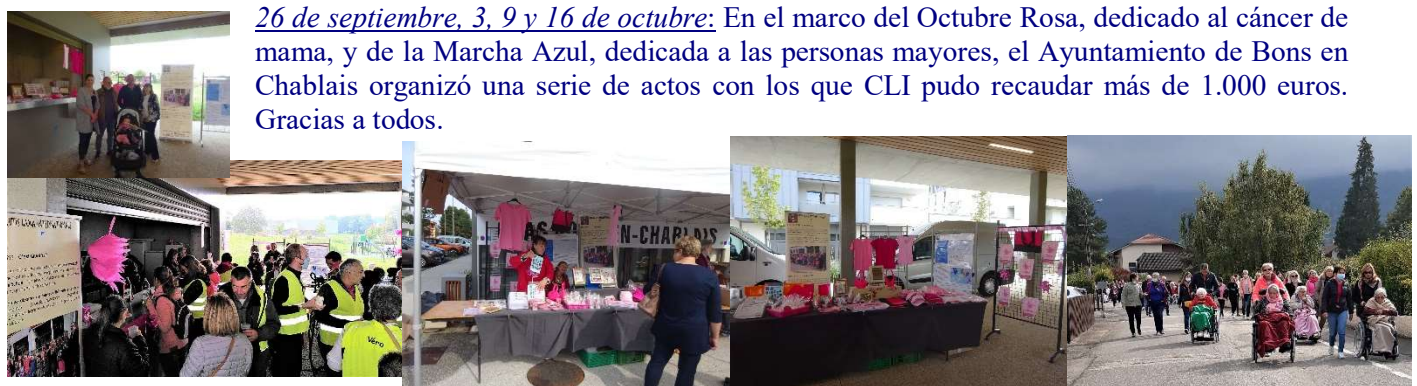 26 de septiembre, 3, 9 y 16 de octubre: En el marco del Octubre Rosa, dedicado al cáncer de
mama, y de la Marcha Azul, dedicada a las personas mayores, el Ayuntamiento de Bons en
Chablais organizó una serie de actos con los que CLI pudo recaudar más de 1.000 euros.
Gracias a todos.
N-CHABLAIS
Véro